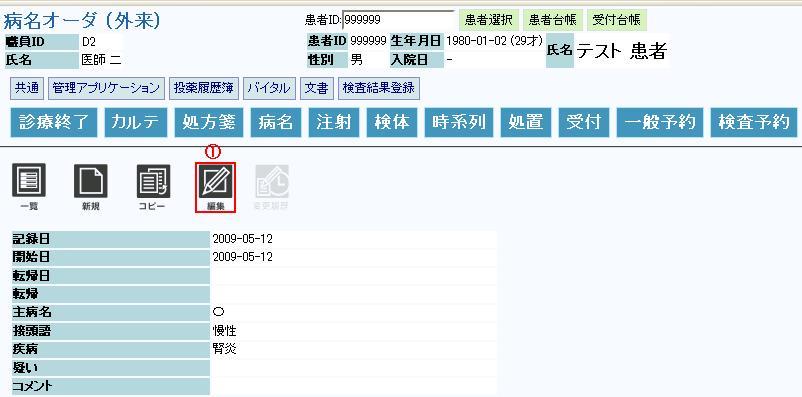 病名オーダ（外来）
患者ID: 999999 患者選択 患者台帳 受付台帳
職員ID D2 患者ID 999999 生年月日 1980-01-02 (29才) 氏名 テスト 患者
氏名 医師 二 性別 男 入院日 -
共通 管理アプリケーション 投薬履歴簿 バイタル 文書 検査結果登録
診療終了 カルテ 処方箋 病名 注射 検体 時系列 処置 受付 一般予約 検査予約
①
一覧 新規 コピー 編集 変更履歴
記録日 2009-05-12
開始日 2009-05-12
転帰日
転帰
主病名 ○
接頭語 慢性
疾病 腎炎
疑い
コメント